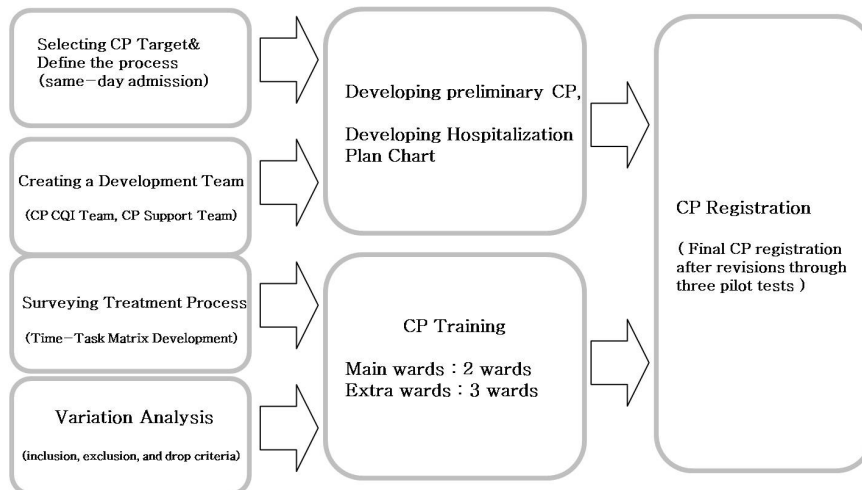 Selecting CP Target&
Define the process
(same-day admission)
Creating a Development Team
(CP CQI Team, CP Support Team)
Surveying Treatment Process
(Time-Task Matrix Development)
Variation Analysis
(inclusion, exclusion, and drop criteria)
Developing preliminary CP,
Developing Hospitalization
Plan Chart
CP Training
Main wards : 2 wards
Extra wards : 3 wards
CP Registration
( Final CP registration
after revisions through
three pilot tests )